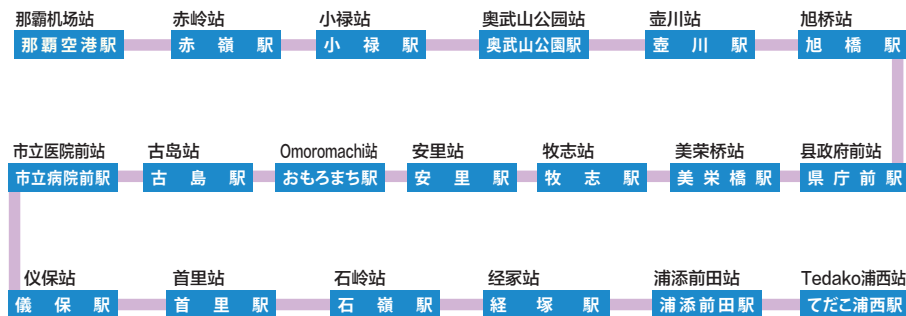 那霸机场站 赤岭站 小禄站 奥武山公园站 壶川站 旭桥站
那覇空港駅 赤嶺駅 小禄駅 奥武山公園駅 壺川駅 旭橋駅
市立医院前站 古岛站 Omoromachi站 安里站 牧志站 美荣桥站 县政府前站
市立病院前駅 古島駅 おもろまち駅 安里駅 牧志駅 美栄橋駅 県庁前駅
仪保站 首里站 石岭站 经冢站 浦添前田站 Tedako浦西站
儀保駅 首里駅 石嶺駅 経塚駅 浦添前田駅 てだこ浦西駅